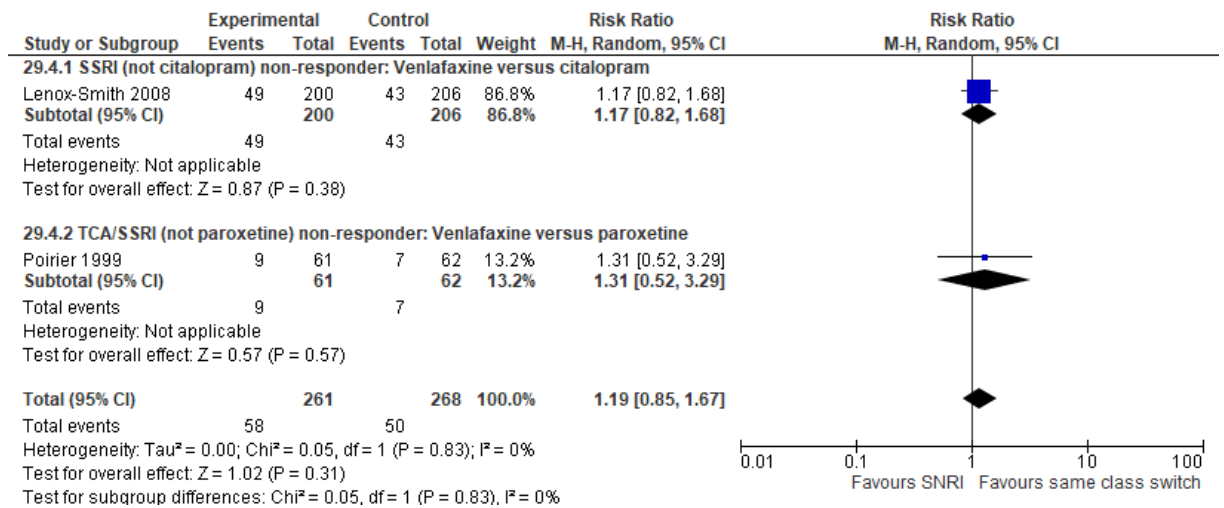 Experimental Control Risk Ratio Risk Ratio
Study or Subgroup Events Total Events Total Weight M-H, Random, 95% CI M-H, Random, 95% CI
29.4.1 SSRI (not citalopram) non-responder: Venlafaxine versus citalopram
Lenox-Smith 2008 49 200 43 206 86.8% 1.17 [0.82, 1.68]
Subtotal (95% CI) 200 206 86.8% 1.17 [0.82, 1.68]
Total events 49 43
Heterogeneity: Not applicable
Test for overall effect: Z = 0.87 (P = 0.38)
29.4.2 TCA/SSRI (not paroxetine) non-responder: Venlafaxine versus paroxetine
Poirier 1999 9 61 7 62 13.2% 1.31 [0.52, 3.29]
Subtotal (95% CI) 61 62 13.2% 1.31 [0.52, 3.29]
Total events 9 7
Heterogeneity: Not applicable
Test for overall effect: Z = 0.57 (P = 0.57)
Total (95% CI) 261 268 100.0% 1.19 [0.85, 1.67]
Total events 58 50
Heterogeneity: Tau² = 0.00; Chi² = 0.05, df = 1 (P = 0.83); I² = 0%
Test for overall effect: Z = 1.02 (P = 0.31)
Test for subgroup differences: Chi² = 0.05, df = 1 (P = 0.83), I² = 0%
0.01 0.1 1 10 100
Favours SNRI Favours same class switch